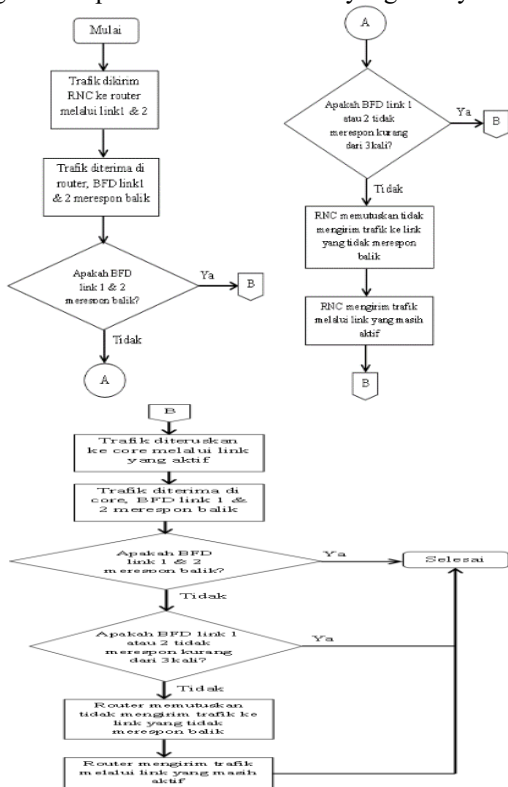 Mulai
Trafik dikirim
RNC ke router
melalui link1 & 2
Trafik diterima di
router, BFD link1
& 2 merespon balik
Apakah BFD
link 1 & 2
merespon balik?
Ya
B
Tidak
A
A
Apakah BFD link 1
atau 2 tidak
merespon kurang
dari 3kali?
Ya
B
Tidak
RNC memutuskan tidak
mengirim trafik ke link
yang tidak merespon
balik
RNC mengirim trafik
melalui link yang masih
aktif
B
B
Trafik diteruskan
ke core melalui link
yang aktif
Trafik diterima di
core, BFD link 1 &
2 merespon balik
Apakah BFD
link 1 & 2
merespon balik?
Ya
Selesai
Tidak
Apakah BFD link 1
atau 2 tidak
merespon kurang
dari 3kali?
Ya
Tidak
Router memutuskan
tidak mengirim trafik ke
link yang tidak
merespon balik
Router mengirim trafik
melalui link yang masih
aktif